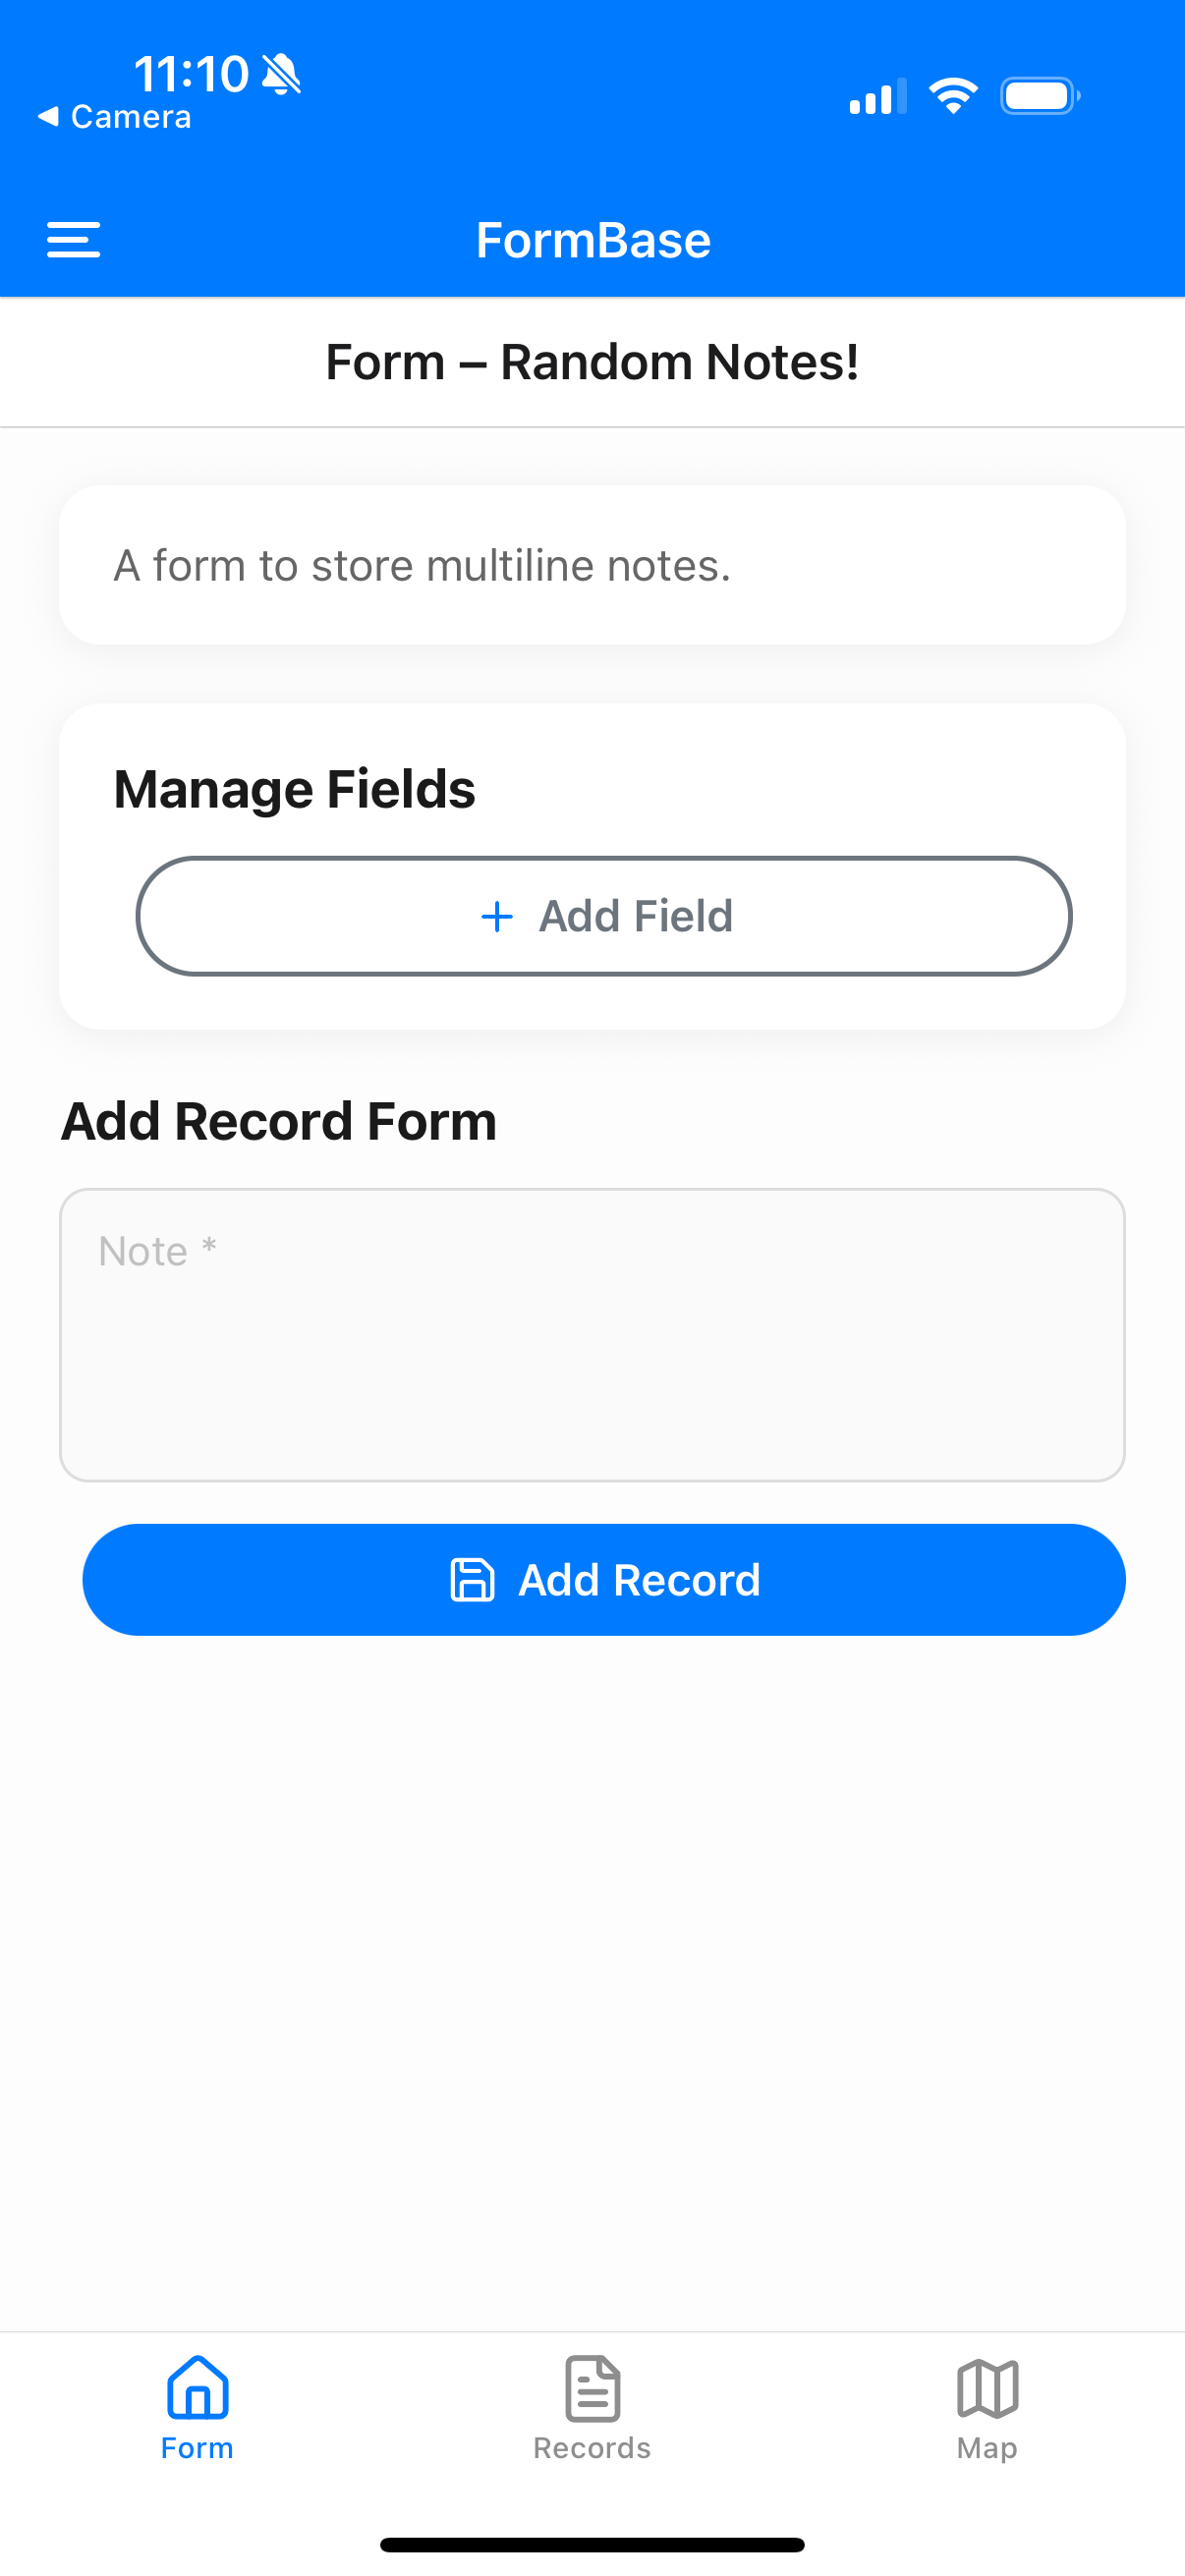 11:10
◀ Camera
FormBase
Form – Random Notes!
A form to store multiline notes.
Manage Fields
+ Add Field
Add Record Form
Note *
Add Record
Form
Records
Map